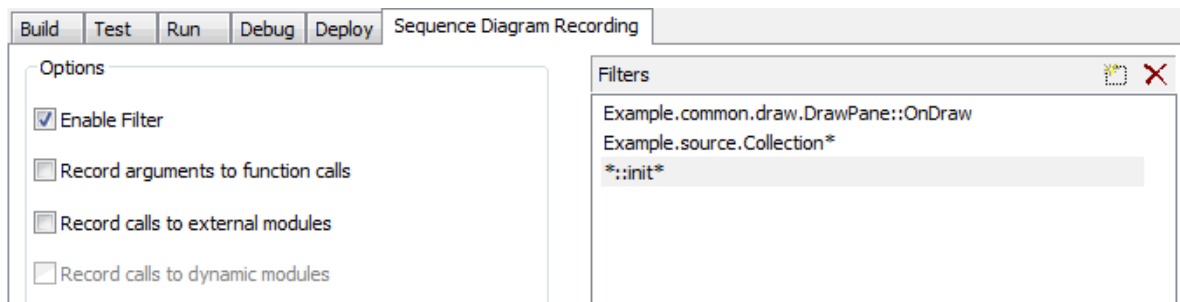 Build Test Run Debug Deploy Sequence Diagram Recording
Options
Enable Filter
Record arguments to function calls
Record calls to external modules
Record calls to dynamic modules
Filters
Example.common.draw.DrawPane::OnDraw
Example.source.Collection*
*::init*